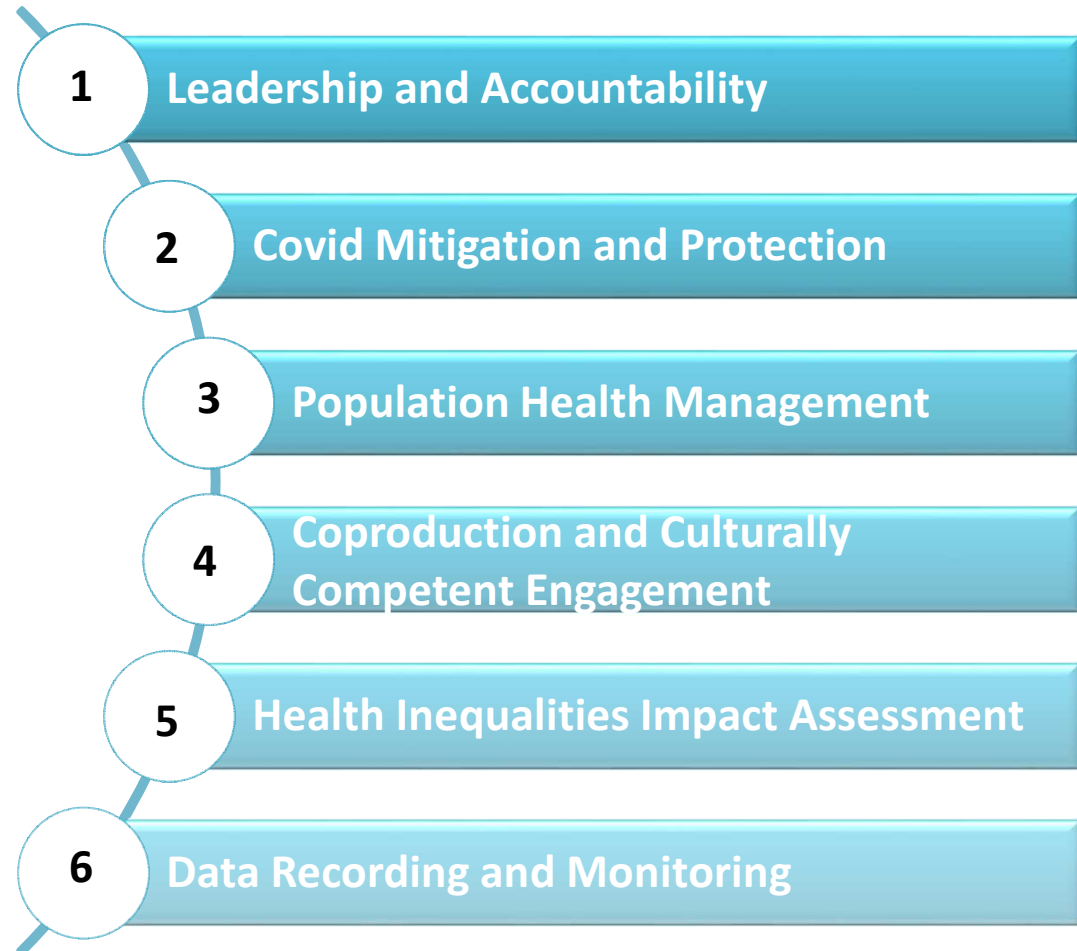 1
Leadership and Accountability
2
Covid Mitigation and Protection
3
Population Health Management
4
Coproduction and Culturally
Competent Engagement
5
Health Inequalities Impact Assessment
6
Data Recording and Monitoring